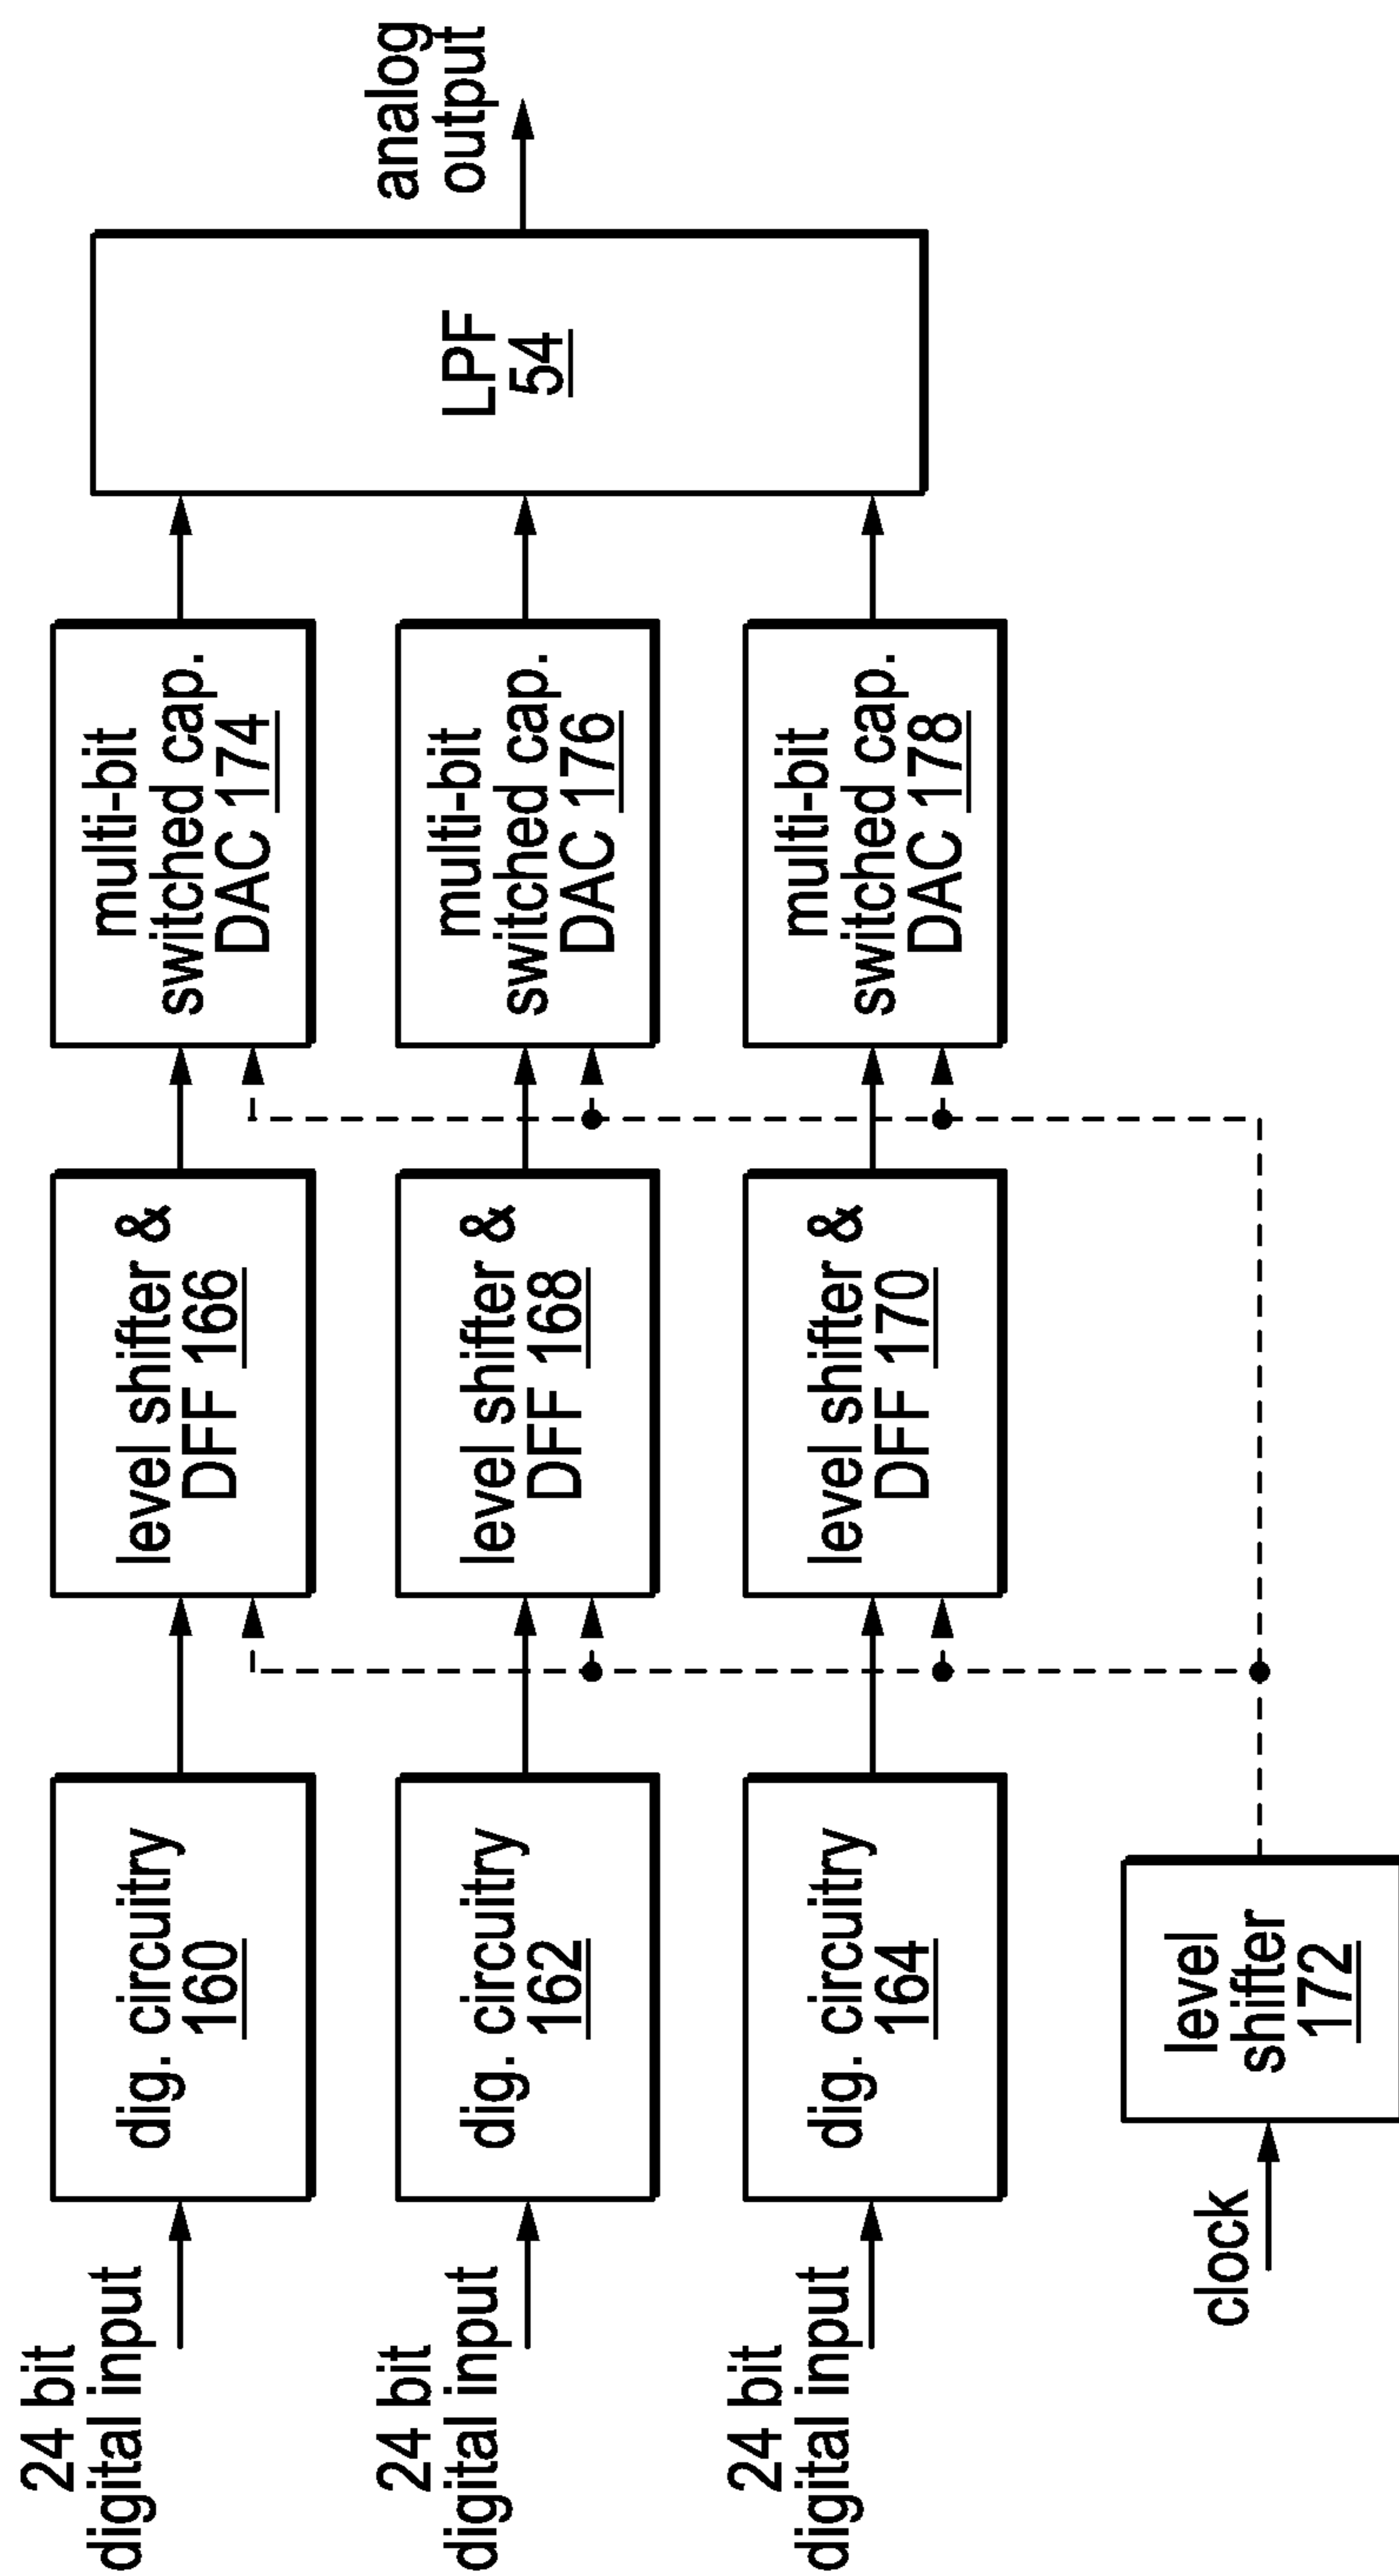 24 bit
digital input
dig. circuitry
160
level shifter &
DFF 166
multi-bit
switched cap.
DAC 174
24 bit
digital input
dig. circuitry
162
level shifter &
DFF 168
multi-bit
switched cap.
DAC 176
24 bit
digital input
dig. circuitry
164
level shifter &
DFF 170
multi-bit
switched cap.
DAC 178
LPF
54
analog
output
clock
level
shifter
172